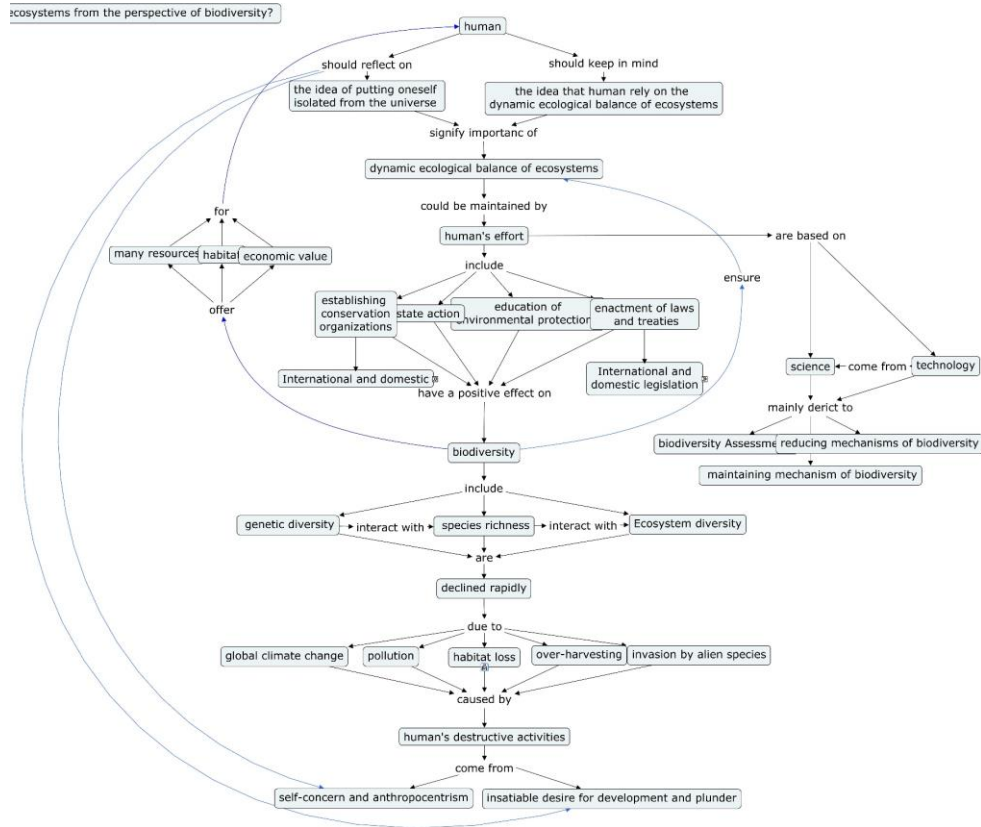 ecosystems from the perspective of biodiversity?
human
should reflect on
should keep in mind
the idea of putting oneself
isolated from the universe
the idea that human rely on the
dynamic ecological balance of ecosystems
signify importanc of
dynamic ecological balance of ecosystems
could be maintained by
for
human's effort
are based on
many resources
habitat
economic value
include
ensure
offer
establishing
conservation
organizations
state action
education of
environmental protection
enactment of laws
and treaties
International and domestic
International and
domestic legislation
science
come from
technology
have a positive effect on
mainly derict to
biodiversity
biodiversity Assessme
reducing mechanisms of biodiversity
maintaining mechanism of biodiversity
include
genetic diversity
interact with
species richness
interact with
Ecosystem diversity
are
declined rapidly
due to
global climate change
pollution
habitat loss
over-harvesting
invasion by alien species
caused by
human's destructive activities
come from
self-concern and anthropocentrism
insatiable desire for development and plunder